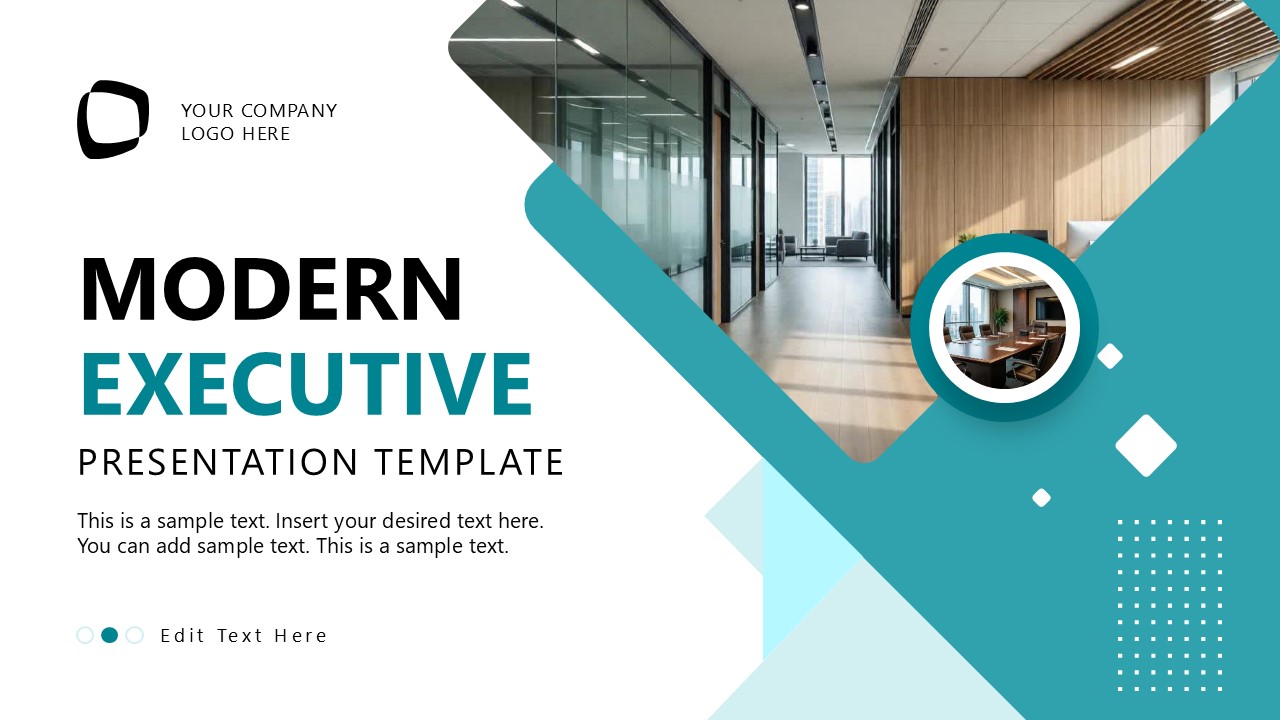 YOUR COMPANY
LOGO HERE
MODERN
EXECUTIVE
PRESENTATION TEMPLATE
This is a sample text. Insert your desired text here.
You can add sample text. This is a sample text.
Edit Text Here